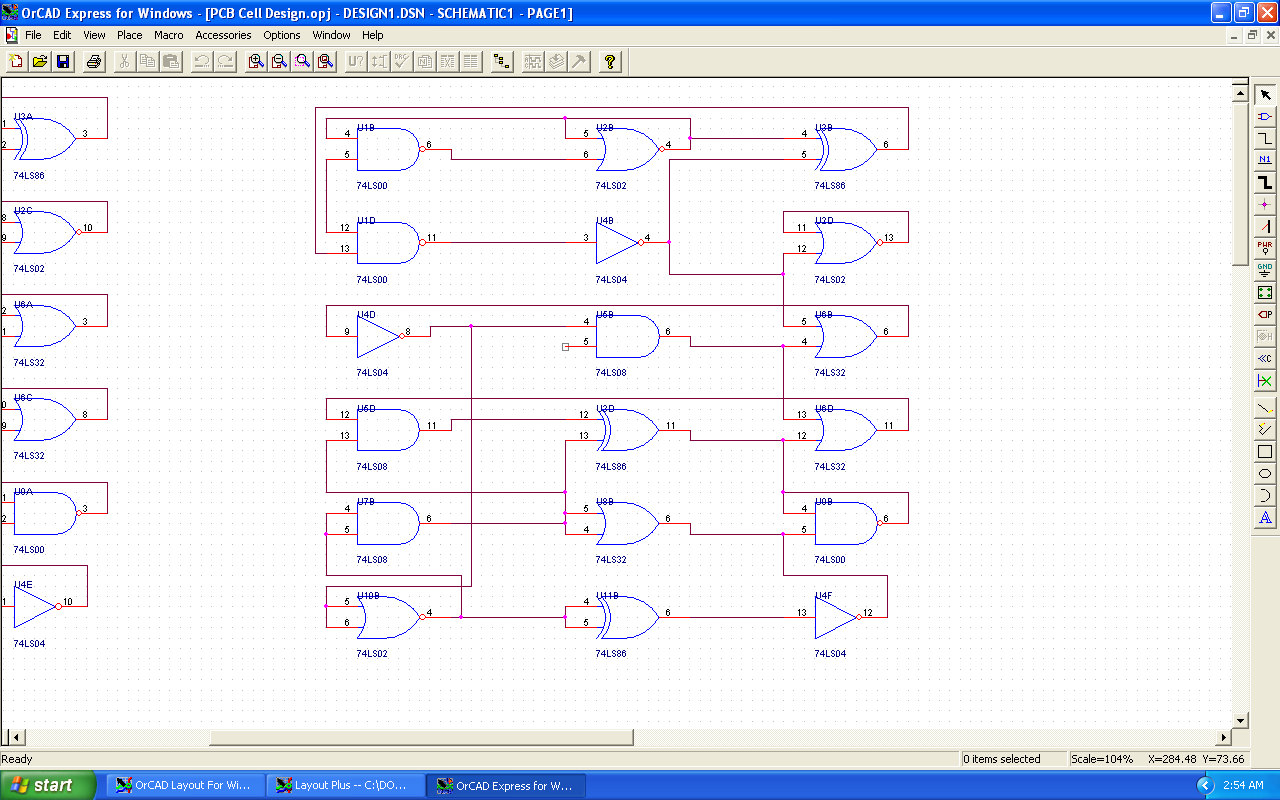 OrCAD Express for Windows - [PCB Cell Design.opj - DESIGN1.DSN - SCHEMATIC1 - PAGE1]
File Edit View Place Macro Accessories Options Window Help
U? DRC ?
U3A U1B U2B U3B
1 3 4 6 5 4 4 6
2 5 6 5
74LS86 74LS00 74LS02 74LS86
U2C U1D U4B U2D
8 10 12 11 3 4 11 13
9 13 12
74LS02 74LS00 74LS04 74LS02
U6A U4D U5B U6B
2 3 9 8 4 6 5 6
1 5 4
74LS32 74LS04 74LS08 74LS32
U6C U5D U3D U6D
0 8 12 11 12 11 13 11
9 13 13 12
74LS32 74LS08 74LS86 74LS32
U0A U7B U8B U9B
1 3 4 6 5 6 4 6
2 5 4 5
74LS00 74LS08 74LS32 74LS00
U4E U10B U11B U4F
1 10 5 4 4 6 13 12
6 5
74LS04 74LS02 74LS86 74LS04
N1
PWR
GND
A
Ready 0 items selected Scale=104% X=284.48 Y=73.66
start OrCAD Layout For Wi... Layout Plus -- C:\DO... OrCAD Express for W... 2:54 AM